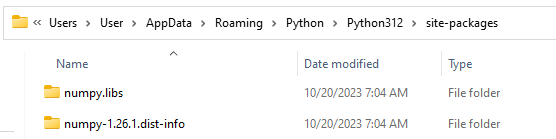 « Users > User > AppData > Roaming > Python > Python312 > site-packages
Name Date modified Type
numpy.libs 10/20/2023 7:04 AM File folder
numpy-1.26.1.dist-info 10/20/2023 7:04 AM File folder